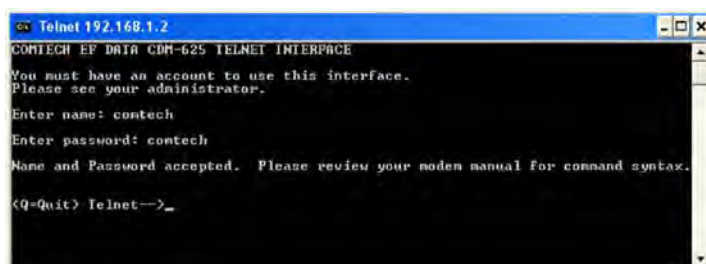 Telnet 192.168.1.2
COMTECH EF DATA CDM-625 TELNET INTERFACE
You must have an account to use this interface.
Please see your administrator.
Enter name: comtech
Enter password: comtech
Name and Password accepted.  Please review your modem manual for command syntax.
(Q=Quit) Telnet-->_